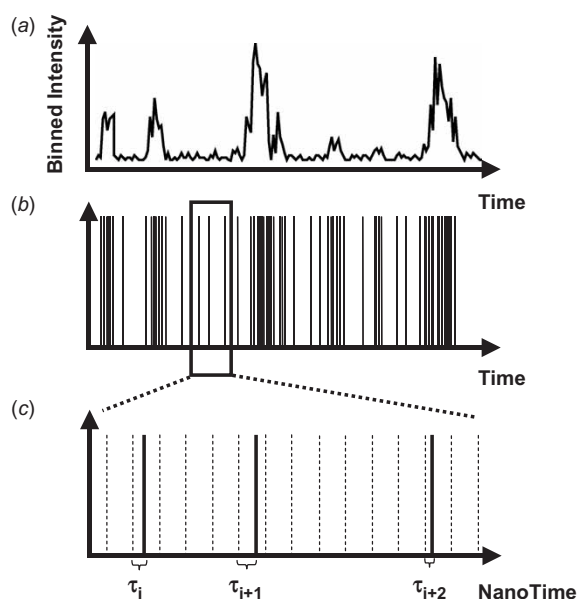 (a)
Binned Intensity
Time
(b)
Time
(c)
τi τi+1 τi+2 NanoTime